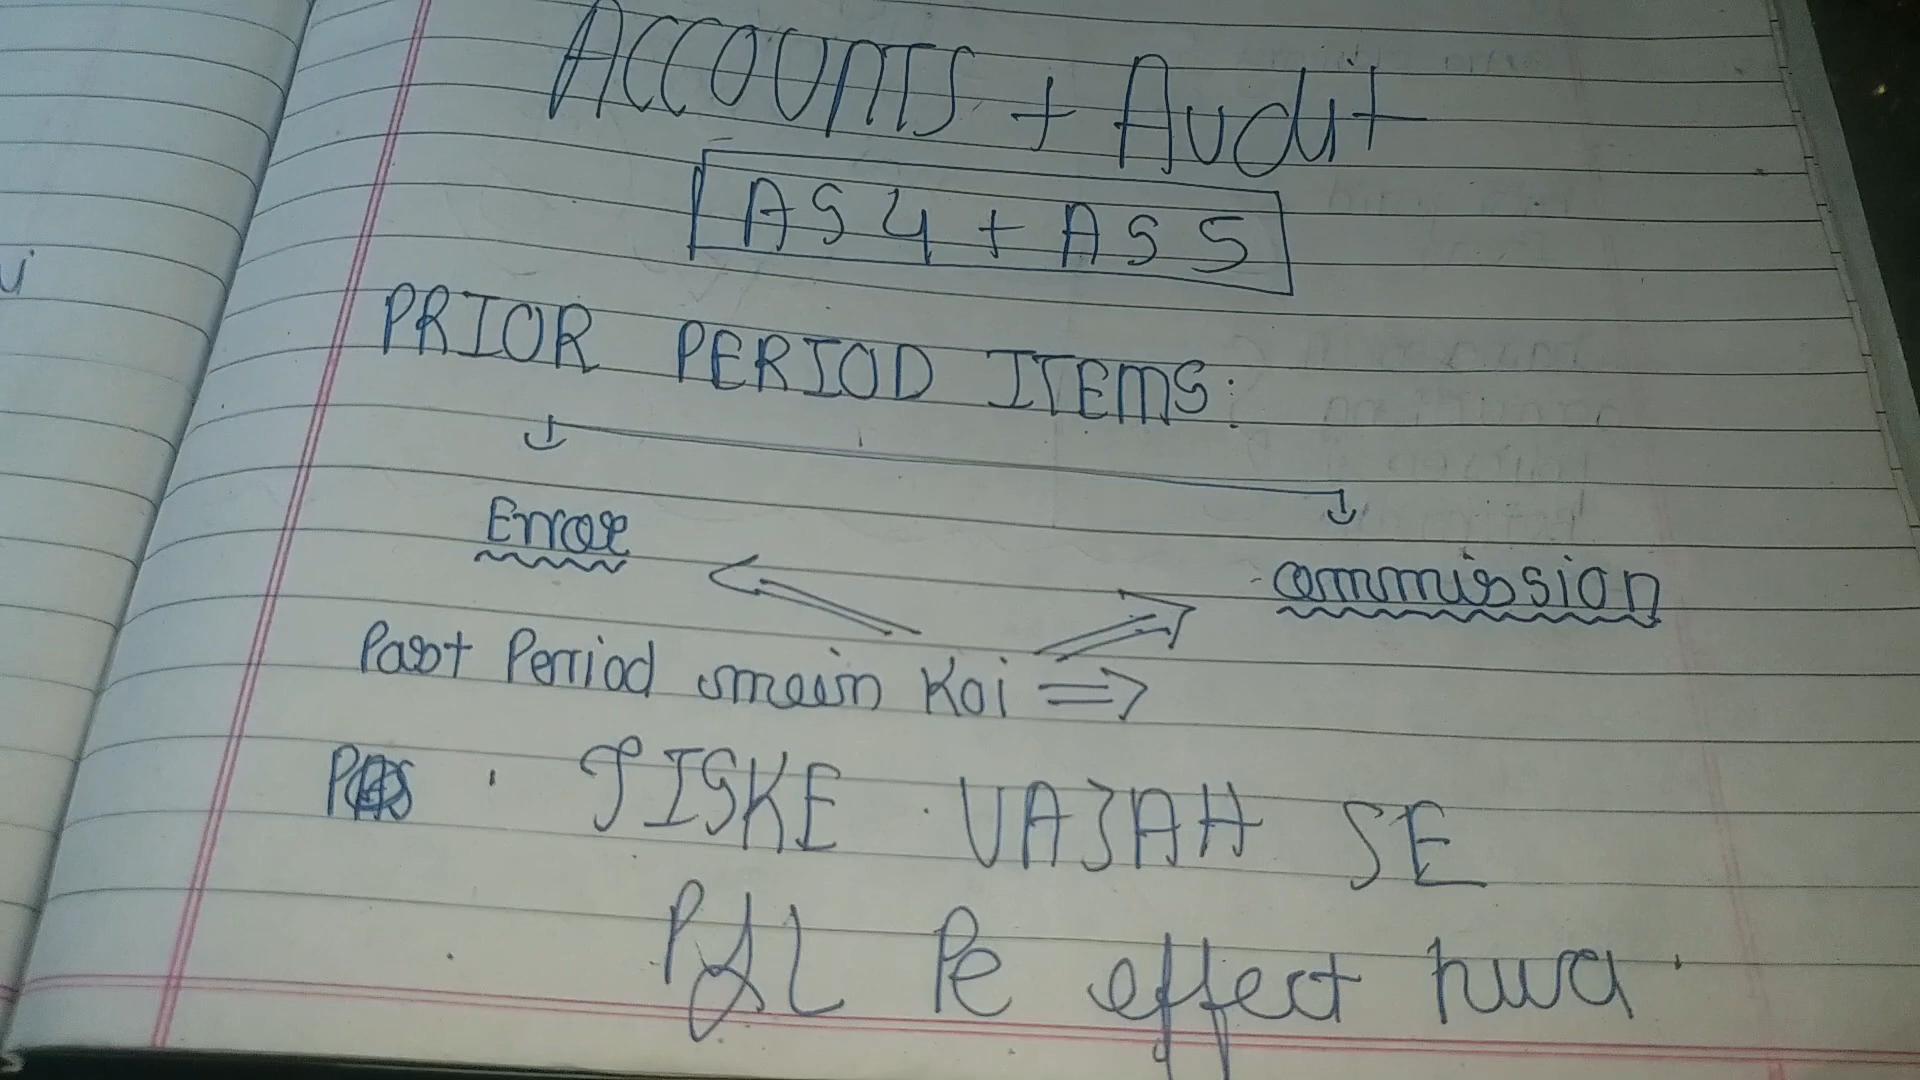 ACCOUNTS + Audit
AS 4 + AS 5
PRIOR PERIOD ITEMS:
Error
commission
Past Period mein Koi ⇒
JISKE VAJAH SE
P&L Pe effect hua.